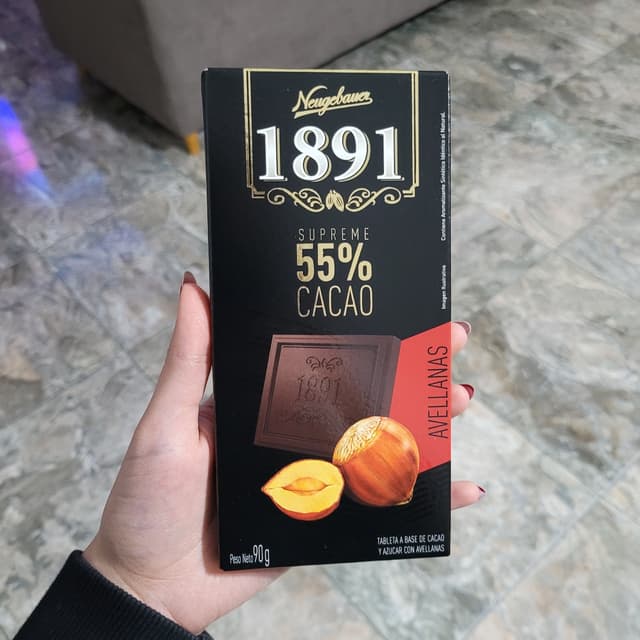 Neugebauer
1891
SUPREME
55%
CACAO
Contiene Aromatizante Sintético Idéntico al Natural.
Imagen Ilustrativa
1891
AVELLANAS
TABLETA A BASE DE CACAO
Y AZUCAR CON AVELLANAS
Peso Neto 90g